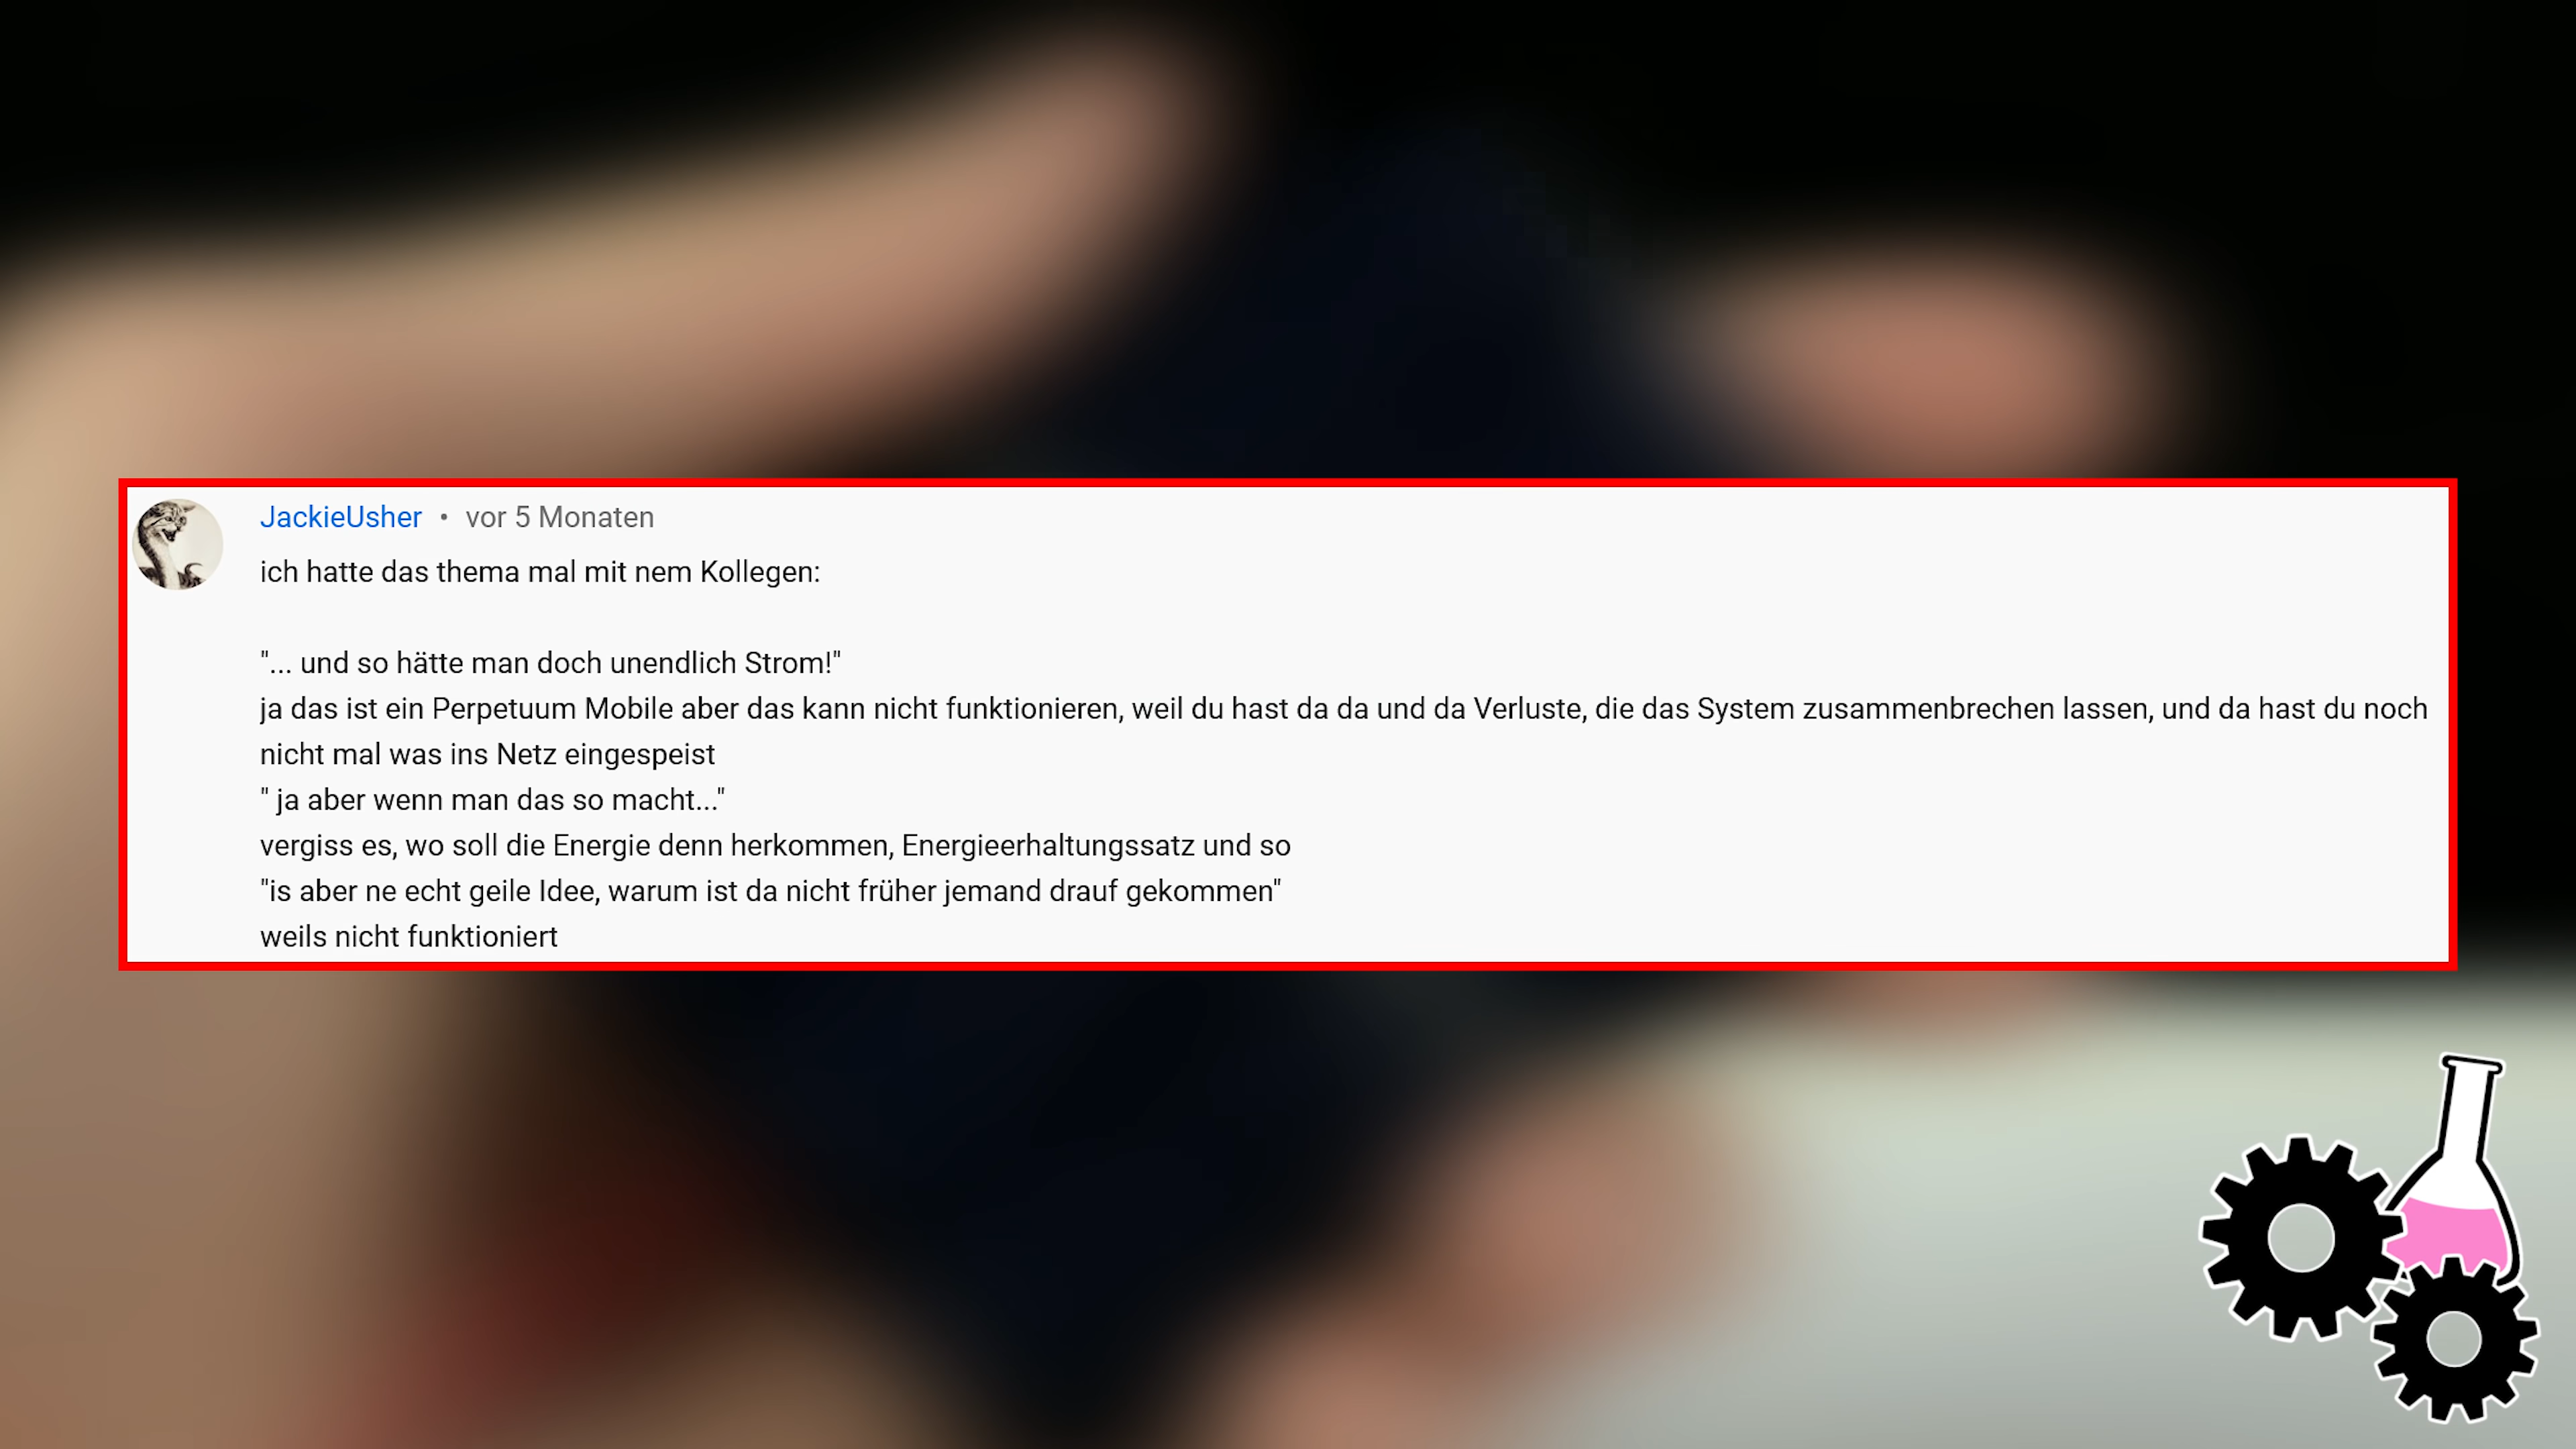 JackieUsher • vor 5 Monaten
ich hatte das thema mal mit nem Kollegen:
"... und so hätte man doch unendlich Strom!"
ja das ist ein Perpetuum Mobile aber das kann nicht funktionieren, weil du hast da da und da Verluste, die das System zusammenbrechen lassen, und da hast du noch
nicht mal was ins Netz eingespeist
" ja aber wenn man das so macht..."
vergiss es, wo soll die Energie denn herkommen, Energieerhaltungssatz und so
"is aber ne echt geile Idee, warum ist da nicht früher jemand drauf gekommen"
weils nicht funktioniert